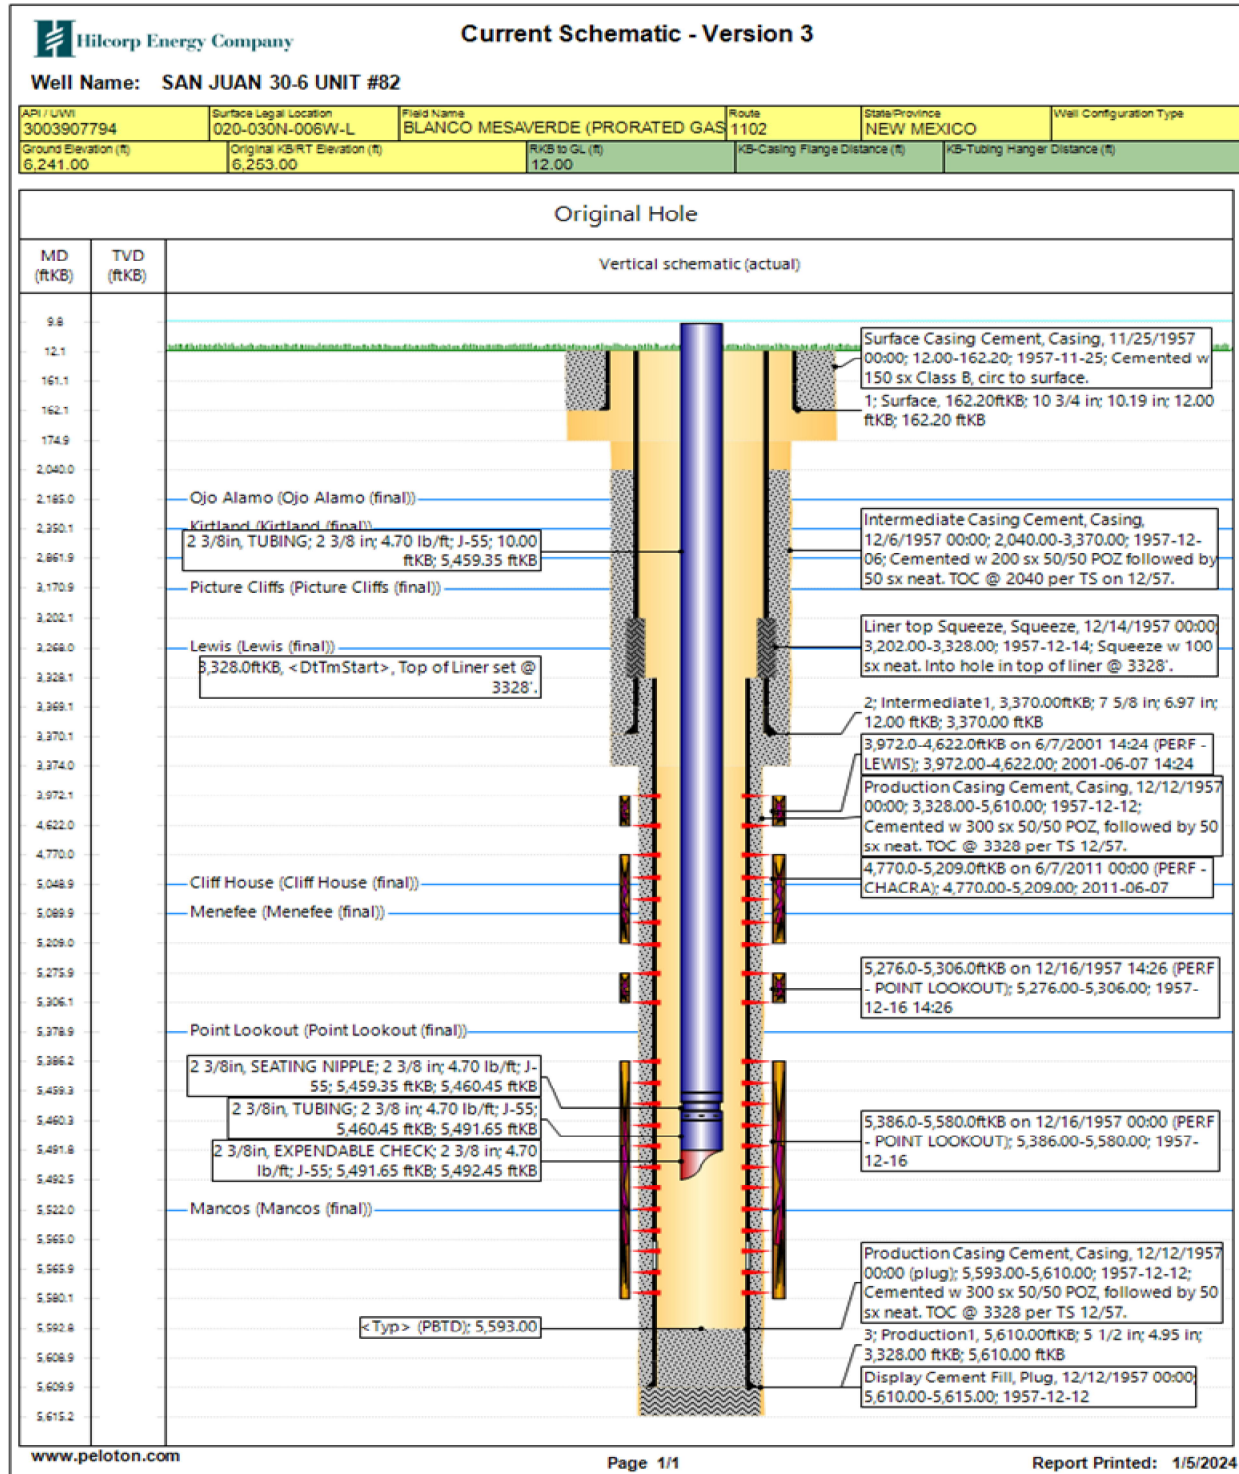 Hilcorp Energy Company
Current Schematic - Version 3
Well Name: SAN JUAN 30-6 UNIT #82
API / UWI
3003907794
Surface Legal Location
020-030N-006W-L
Field Name
BLANCO MESAVERDE (PRORATED GAS
Route
1102
State/Province
NEW MEXICO
Well Configuration Type
Ground Elevation (ft)
6,241.00
Original KB/RT Elevation (ft)
6,253.00
RKB to GL (ft)
12.00
KB-Casing Flange Distance (ft)
KB-Tubing Hanger Distance (ft)
Original Hole
MD
(ftKB)
TVD
(ftKB)
Vertical schematic (actual)
9.8
12.1
161.1
162.1
174.9
2,040.0
2,185.0
2,350.1
2,861.9
3,170.9
3,202.1
3,268.0
3,328.1
3,369.1
3,370.1
3,374.0
3,972.1
4,622.0
4,770.0
5,048.9
5,089.9
5,209.0
5,275.9
5,306.1
5,378.9
5,386.2
5,459.3
5,460.3
5,491.8
5,492.5
5,522.0
5,565.0
5,565.9
5,580.1
5,592.8
5,608.9
5,609.9
5,615.2
Ojo Alamo (Ojo Alamo (final))
Kirtland (Kirtland (final))
2 3/8in, TUBING; 2 3/8 in; 4.70 lb/ft; J-55; 10.00
ftKB; 5,459.35 ftKB
Picture Cliffs (Picture Cliffs (final))
Lewis (Lewis (final))
3,328.0ftKB, <DtTmStart>, Top of Liner set @
3328'.
Cliff House (Cliff House (final))
Menefee (Menefee (final))
Point Lookout (Point Lookout (final))
2 3/8in, SEATING NIPPLE; 2 3/8 in; 4.70 lb/ft; J-
55; 5,459.35 ftKB; 5,460.45 ftKB
2 3/8in, TUBING; 2 3/8 in; 4.70 lb/ft; J-55;
5,460.45 ftKB; 5,491.65 ftKB
2 3/8in, EXPENDABLE CHECK; 2 3/8 in; 4.70
lb/ft; J-55; 5,491.65 ftKB; 5,492.45 ftKB
Mancos (Mancos (final))
<Typ> (PBTD); 5,593.00
Surface Casing Cement, Casing, 11/25/1957
00:00; 12.00-162.20; 1957-11-25; Cemented w
150 sx Class B, circ to surface.
1; Surface, 162.20ftKB; 10 3/4 in; 10.19 in; 12.00
ftKB; 162.20 ftKB
Intermediate Casing Cement, Casing,
12/6/1957 00:00; 2,040.00-3,370.00; 1957-12-
06; Cemented w 200 sx 50/50 POZ followed by
50 sx neat. TOC @ 2040 per TS on 12/57.
Liner top Squeeze, Squeeze, 12/14/1957 00:00;
3,202.00-3,328.00; 1957-12-14; Squeeze w 100
sx neat. Into hole in top of liner @ 3328'.
2; Intermediate1, 3,370.00ftKB; 7 5/8 in; 6.97 in;
12.00 ftKB; 3,370.00 ftKB
3,972.0-4,622.0ftKB on 6/7/2001 14:24 (PERF -
LEWIS); 3,972.00-4,622.00; 2001-06-07 14:24
Production Casing Cement, Casing, 12/12/1957
00:00; 3,328.00-5,610.00; 1957-12-12;
Cemented w 300 sx 50/50 POZ, followed by 50
sx neat. TOC @ 3328 per TS 12/57.
4,770.0-5,209.0ftKB on 6/7/2011 00:00 (PERF -
CHACRA); 4,770.00-5,209.00; 2011-06-07
5,276.0-5,306.0ftKB on 12/16/1957 14:26 (PERF
- POINT LOOKOUT); 5,276.00-5,306.00; 1957-
12-16 14:26
5,386.0-5,580.0ftKB on 12/16/1957 00:00 (PERF
- POINT LOOKOUT); 5,386.00-5,580.00; 1957-
12-16
Production Casing Cement, Casing, 12/12/1957
00:00 (plug); 5,593.00-5,610.00; 1957-12-12;
Cemented w 300 sx 50/50 POZ, followed by 50
sx neat. TOC @ 3328 per TS 12/57.
3; Production1, 5,610.00ftKB; 5 1/2 in; 4.95 in;
3,328.00 ftKB; 5,610.00 ftKB
Display Cement Fill, Plug, 12/12/1957 00:00;
5,610.00-5,615.00; 1957-12-12
www.peloton.com
Page 1/1
Report Printed: 1/5/2024